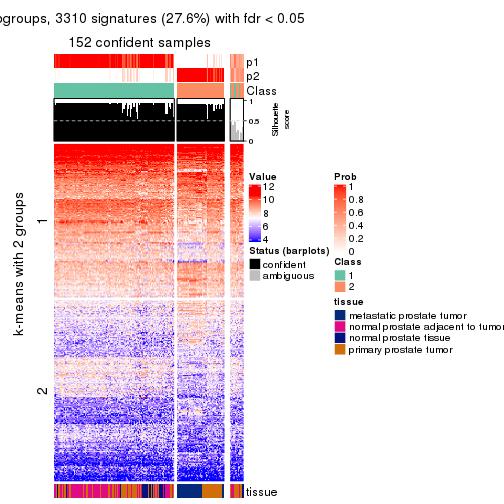 ogroups, 3310 signatures (27.6%) with fdr < 0.05
152 confident samples
p1
p2
Class
1
0.5
0
Silhouette
score
k-means with 2 groups
1
2
Value
12
10
8
6
4
Status (barplots)
confident
ambiguous
Prob
1
0.8
0.6
0.4
0.2
0
Class
1
2
tissue
metastatic prostate tumor
normal prostate adjacent to tumor
normal prostate tissue
primary prostate tumor
tissue